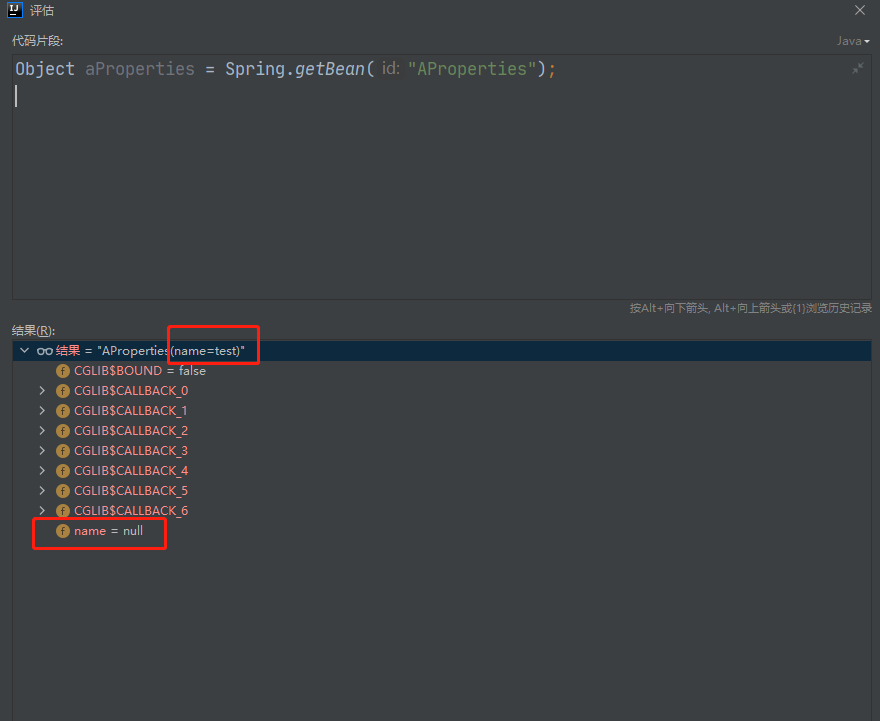 评估
代码片段:
Java
Object aProperties = Spring.getBean( id: "AProperties");
按Alt+向下箭头, Alt+向上箭头或{1}浏览历史记录
结果(R):
结果 = "AProperties(name=test)"
CGLIB$BOUND = false
CGLIB$CALLBACK_0
CGLIB$CALLBACK_1
CGLIB$CALLBACK_2
CGLIB$CALLBACK_3
CGLIB$CALLBACK_4
CGLIB$CALLBACK_5
CGLIB$CALLBACK_6
name = null